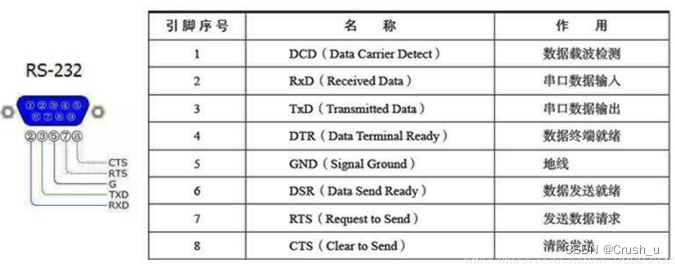 RS-232
① ② ③ ④ ⑤
⑥ ⑦ ⑧ ⑨
② ③ ⑤ ⑦ ⑧
CTS
RTS
G
TXD
RXD
引脚序号 名 称 作 用
1 DCD（Data Carrier Detect） 数据载波检测
2 RxD（Received Data） 串口数据输入
3 TxD（Transmitted Data） 串口数据输出
4 DTR（Data Terminal Ready） 数据终端就绪
5 GND（Signal Ground） 地线
6 DSR（Data Send Ready） 数据发送就绪
7 RTS（Request to Send） 发送数据请求
8 CTS（Clear to Send） 清除发送
CSDN @Crush_u